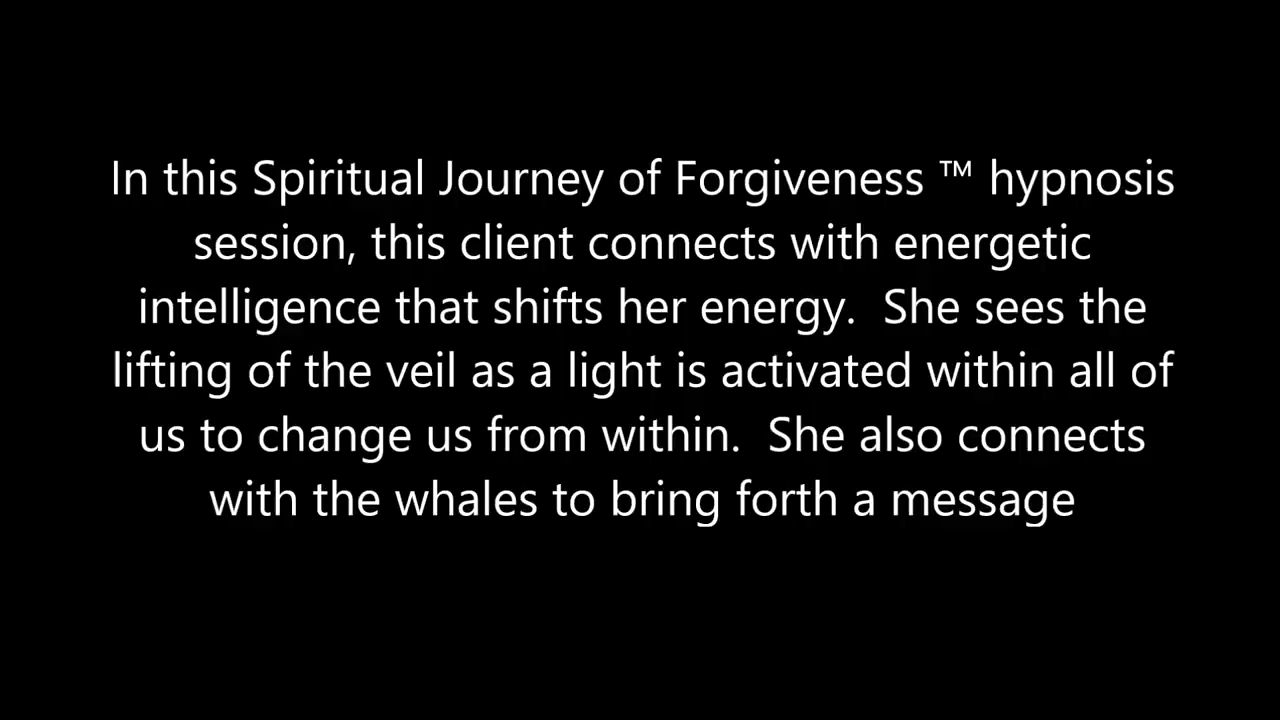 In this Spiritual Journey of Forgiveness ™ hypnosis
session, this client connects with energetic
intelligence that shifts her energy.  She sees the
lifting of the veil as a light is activated within all of
us to change us from within.  She also connects
with the whales to bring forth a message